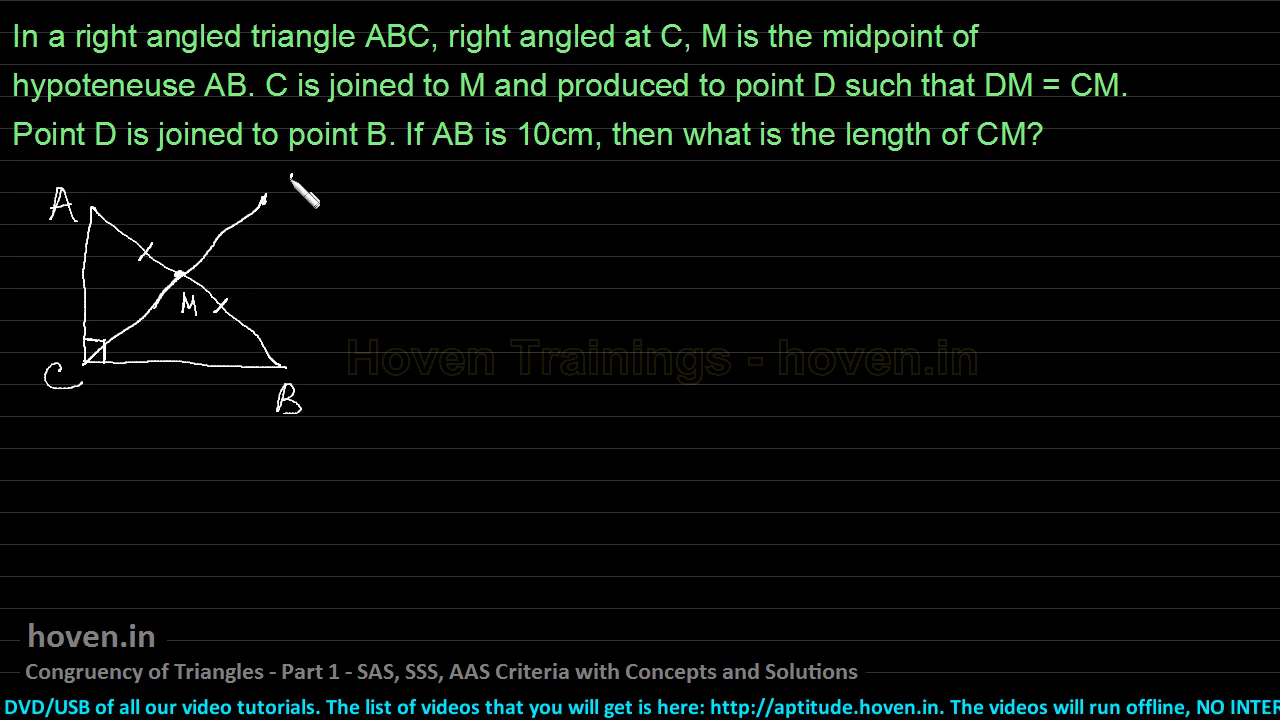 In a right angled triangle ABC, right angled at C, M is the midpoint of
hypoteneuse AB. C is joined to M and produced to point D such that DM = CM.
Point D is joined to point B. If AB is 10cm, then what is the length of CM?
A
M
C
B
Hoven Trainings - hoven.in
hoven.in
Congruency of Triangles - Part 1 - SAS, SSS, AAS Criteria with Concepts and Solutions
DVD/USB of all our video tutorials. The list of videos that you will get is here: http://aptitude.hoven.in. The videos will run offline, NO INTER